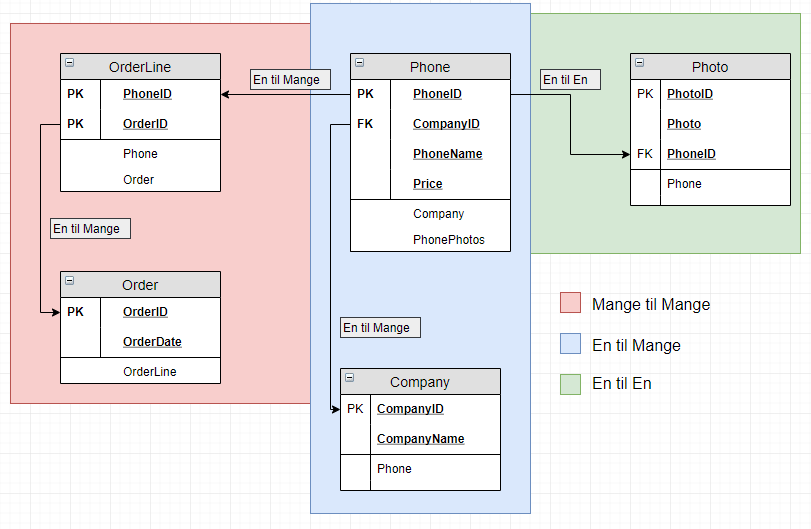 OrderLine
PK PhoneID
PK OrderID
Phone
Order
En til Mange
Phone
PK PhoneID
FK CompanyID
PhoneName
Price
Company
PhonePhotos
En til En
Photo
PK PhotoID
Photo
FK PhoneID
Phone
En til Mange
Order
PK OrderID
OrderDate
OrderLine
En til Mange
Company
PK CompanyID
CompanyName
Phone
Mange til Mange
En til Mange
En til En